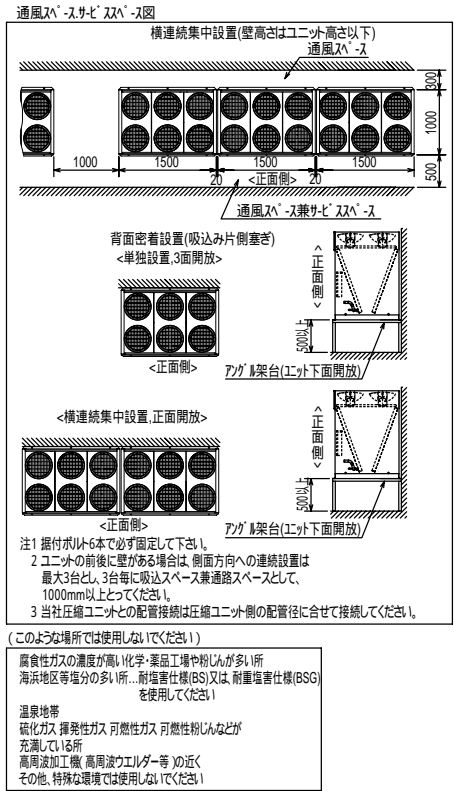 通風ｽﾍﾟｰｽ.ｻｰﾋﾞｽｽﾍﾟｰｽ図
横連続集中設置(壁高さはユニット高さ以下)
通風ｽﾍﾟｰｽ
300
1000
500
1000
1500
1500
1500
20
<正面側>
20
通風ｽﾍﾟｰｽ兼ｻｰﾋﾞｽｽﾍﾟｰｽ
背面密着設置(吸込み片側塞ぎ)
<単独設置,3面開放>
<正面側>
<正面側>
500以上
ｱﾝｸﾞﾙ架台(ﾕﾆｯﾄ下面開放)
<横連続集中設置,正面開放>
<正面側>
<正面側>
500以上
ｱﾝｸﾞﾙ架台(ﾕﾆｯﾄ下面開放)
注1 据付ボルト6本で必ず固定して下さい。
2 ユニットの前後に壁がある場合は,側面方向への連続設置は
最大3台とし、3台毎に吸込スペース兼通路スペースとして、
1000mm以上とってください。
3 当社圧縮ユニットとの配管接続は圧縮ユニット側の配管径に合せて接続してください。
(このような場所では使用しないでください)
腐食性ガスの濃度が高い化学・薬品工場や粉じんが多い所
海浜地区等塩分の多い所…耐塩害仕様(BS)又は,耐重塩害仕様(BSG)
を使用してください
温泉地帯
硫化ガス 揮発性ガス 可燃性ガス 可燃性粉じんなどが
充満している所
高周波加工機(高周波ウエルダー等)の近く
その他、特殊な環境では使用しないでください